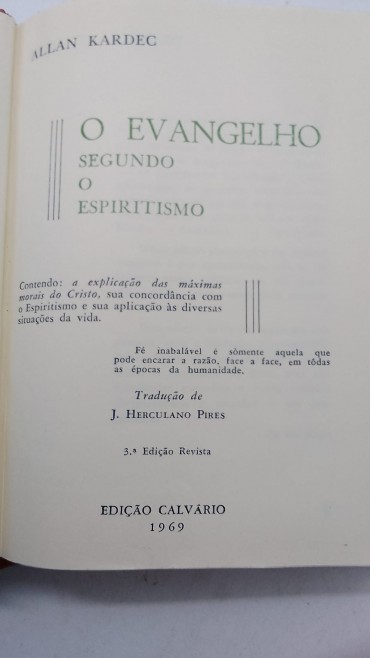 ALLAN KARDEC
O EVANGELHO
SEGUNDO
O
ESPIRITISMO
Contendo: a explicação das máximas
morais do Cristo, sua concordância com
o Espiritismo e sua aplicação às diversas
situações da vida.
Fé inabalável é sòmente aquela que
pode encarar a razão, face a face, em tôdas
as épocas da humanidade.
Tradução de
J. HERCULANO PIRES
3.ª Edição Revista
EDIÇÃO CALVÁRIO
1969